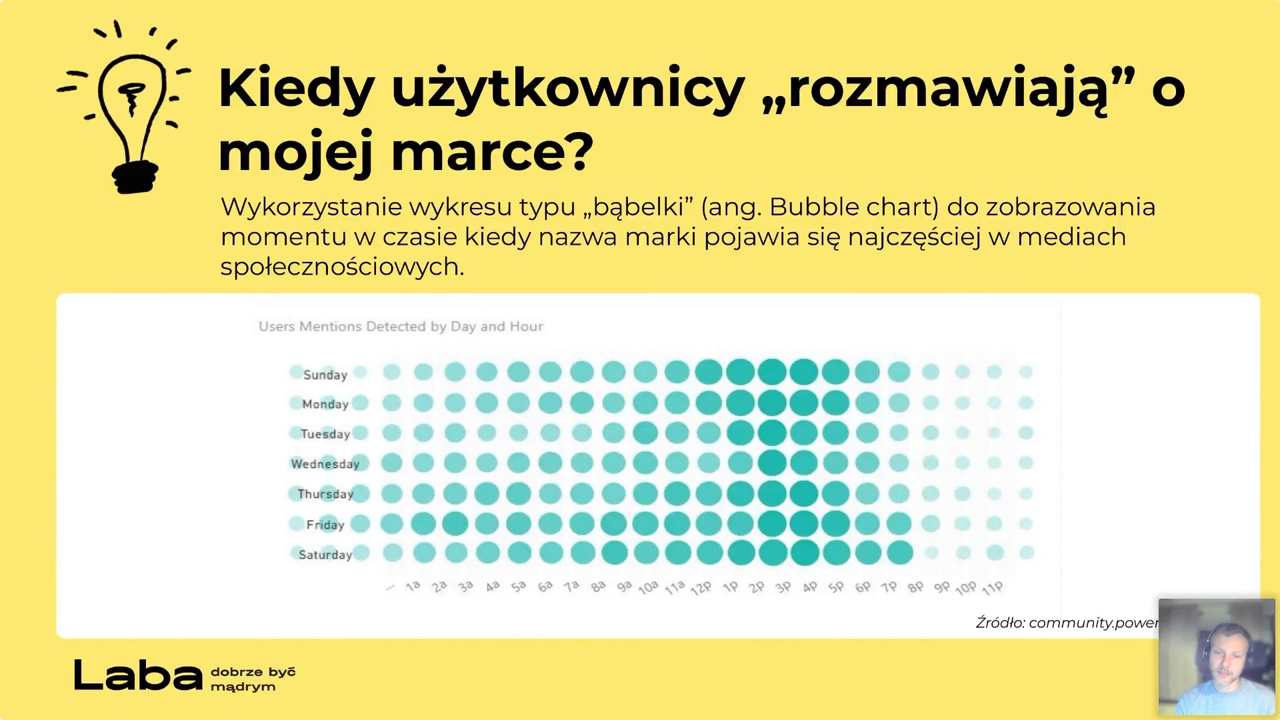 Kiedy użytkownicy „rozmawiają” o
mojej marce?
Wykorzystanie wykresu typu „bąbelki” (ang. Bubble chart) do zobrazowania
momentu w czasie kiedy nazwa marki pojawia się najczęściej w mediach
społecznościowych.
Users Mentions Detected by Day and Hour
Sunday
Monday
Tuesday
Wednesday
Thursday
Friday
Saturday
... 1a 2a 3a 4a 5a 6a 7a 8a 9a 10a 11a 12p 1p 2p 3p 4p 5p 6p 7p 8p 9p 10p 11p
Źródło: community.power
Laba dobrze być
mądrym